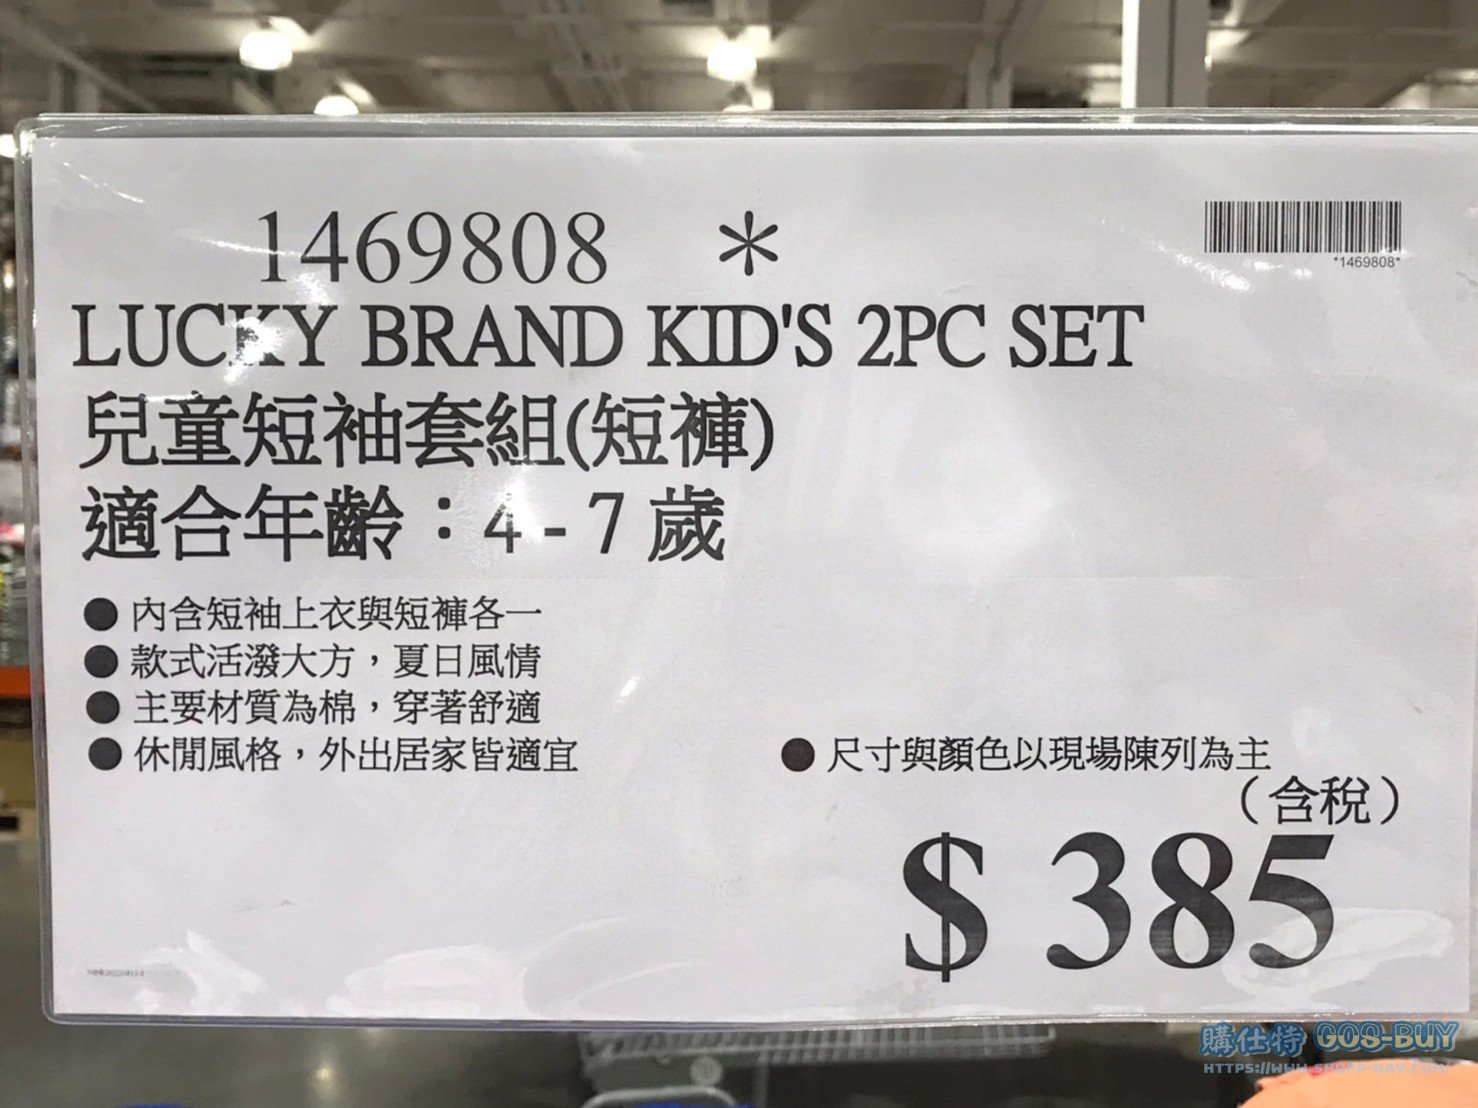 1469808 *
*1469808*
LUCKY BRAND KID'S 2PC SET
兒童短袖套組(短褲)
適合年齡：4 - 7 歲
● 內含短袖上衣與短褲各一
● 款式活潑大方，夏日風情
● 主要材質為棉，穿著舒適
● 休閒風格，外出居家皆適宜
● 尺寸與顏色以現場陳列為主
（含稅）
$ 385
購仕特 GOS-BUY